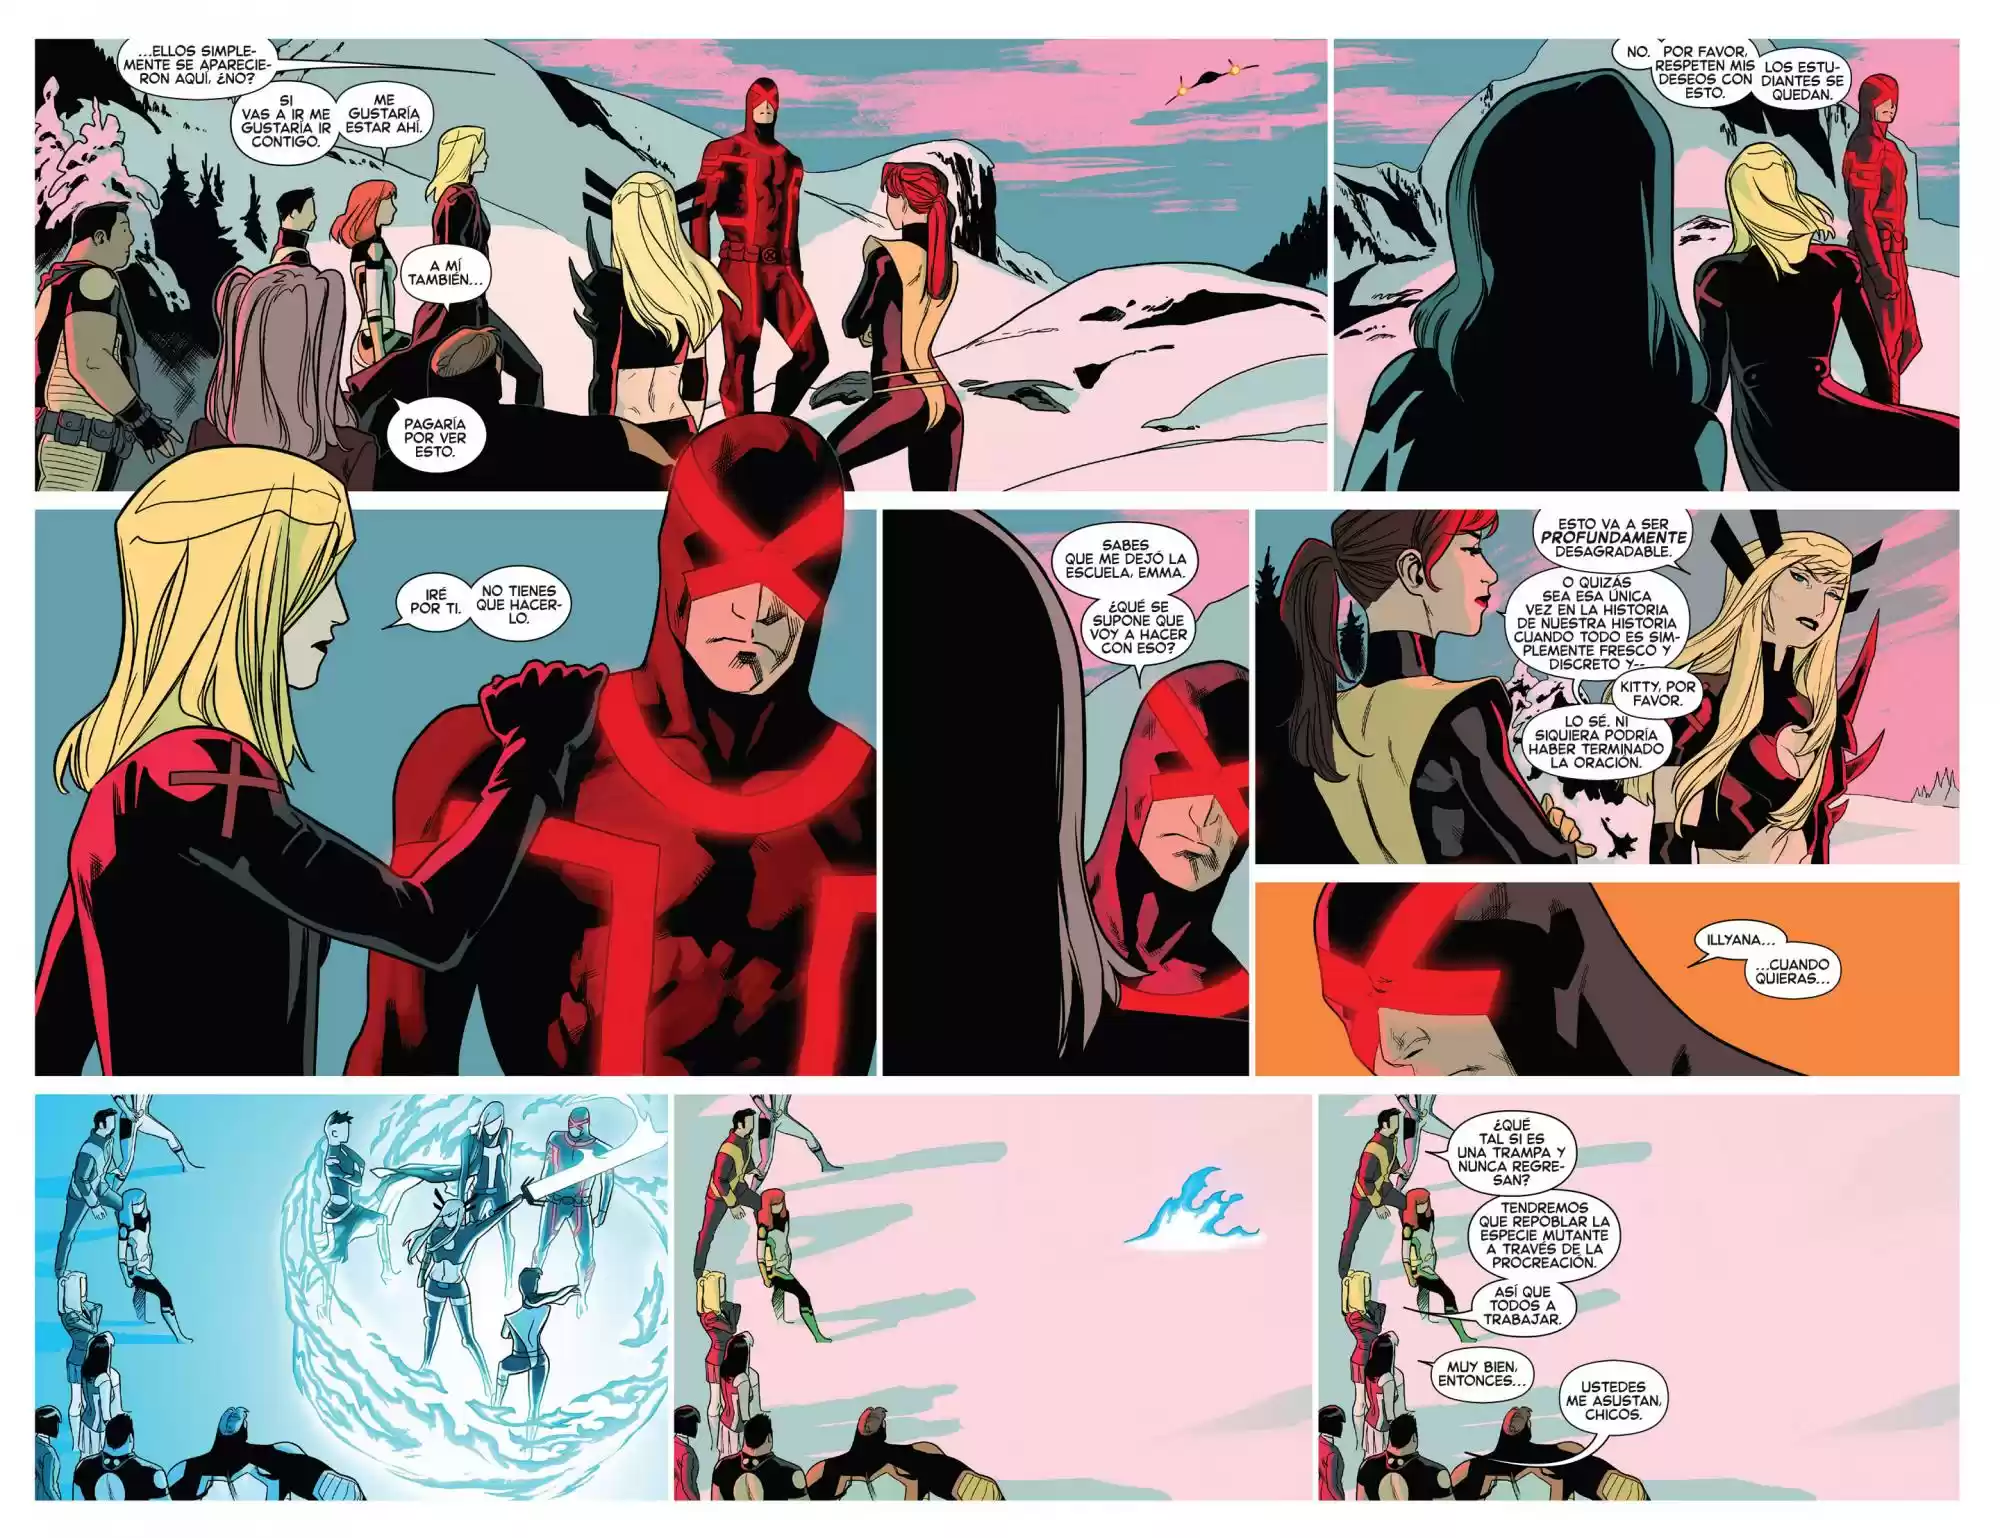 ...ELLOS SIMPLE-
MENTE SE APARECIE-
RON AQUÍ, ¿NO?
SI
VAS A IR ME
GUSTARÍA IR
CONTIGO.
ME
GUSTARÍA
ESTAR AHÍ.
A MÍ
TAMBIÉN...
PAGARÍA
POR VER
ESTO.
NO.
POR FAVOR,
RESPETEN MIS
DESEOS CON
ESTO.
LOS ESTU-
DIANTES SE
QUEDAN.
IRÉ
POR TI.
NO TIENES
QUE HACER-
LO.
SABES
QUE ME DEJÓ LA
ESCUELA, EMMA.
¿QUÉ SE
SUPONE QUE
VOY A HACER
CON ESO?
ESTO VA A SER
PROFUNDAMENTE
DESAGRADABLE.
O QUIZÁS
SEA ESA ÚNICA
VEZ EN LA HISTORIA
DE NUESTRA HISTORIA
CUANDO TODO ES SIM-
PLEMENTE FRESCO Y
DISCRETO Y--
KITTY, POR
FAVOR.
LO SÉ. NI
SIQUIERA PODRÍA
HABER TERMINADO
LA ORACIÓN.
ILLYANA...
...CUANDO
QUIERAS...
¿QUÉ
TAL SI ES
UNA TRAMPA Y
NUNCA REGRE-
SAN?
TENDREMOS
QUE REPOBLAR LA
ESPECIE MUTANTE
A TRAVÉS DE LA
PROCREACIÓN.
ASÍ QUE
TODOS A
TRABAJAR.
MUY BIEN,
ENTONCES...
USTEDES
ME ASUSTAN,
CHICOS.